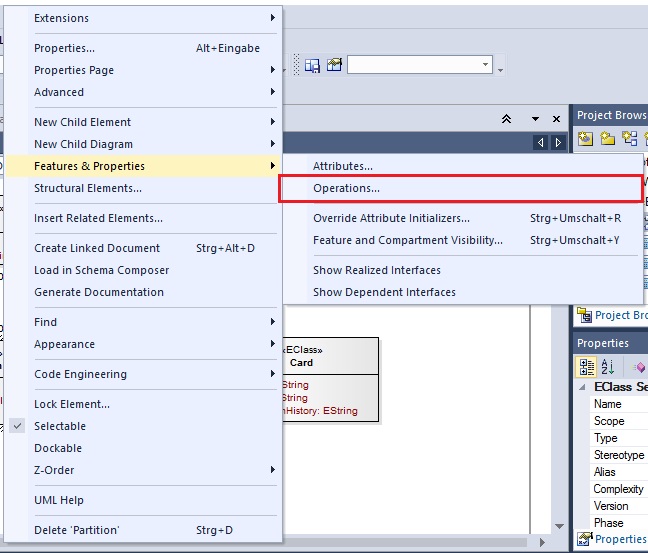 Extensions
Properties... Alt+Eingabe
Properties Page
Advanced
New Child Element
New Child Diagram
Features & Properties
Structural Elements...
Insert Related Elements...
Create Linked Document Strg+Alt+D
Load in Schema Composer
Generate Documentation
Find
Appearance
Code Engineering
Lock Element...
Selectable
Dockable
Z-Order
UML Help
Delete 'Partition' Strg+D
Attributes...
Operations...
Override Attribute Initializers... Strg+Umschalt+R
Feature and Compartment Visibility... Strg+Umschalt+Y
Show Realized Interfaces
Show Dependent Interfaces
«EClass»
Card
String
String
nHistory: EString
Project Brows
Project Bro
Properties
EClass Se
Name
Scope
Type
Stereotype
Alias
Complexity
Version
Phase
Properties